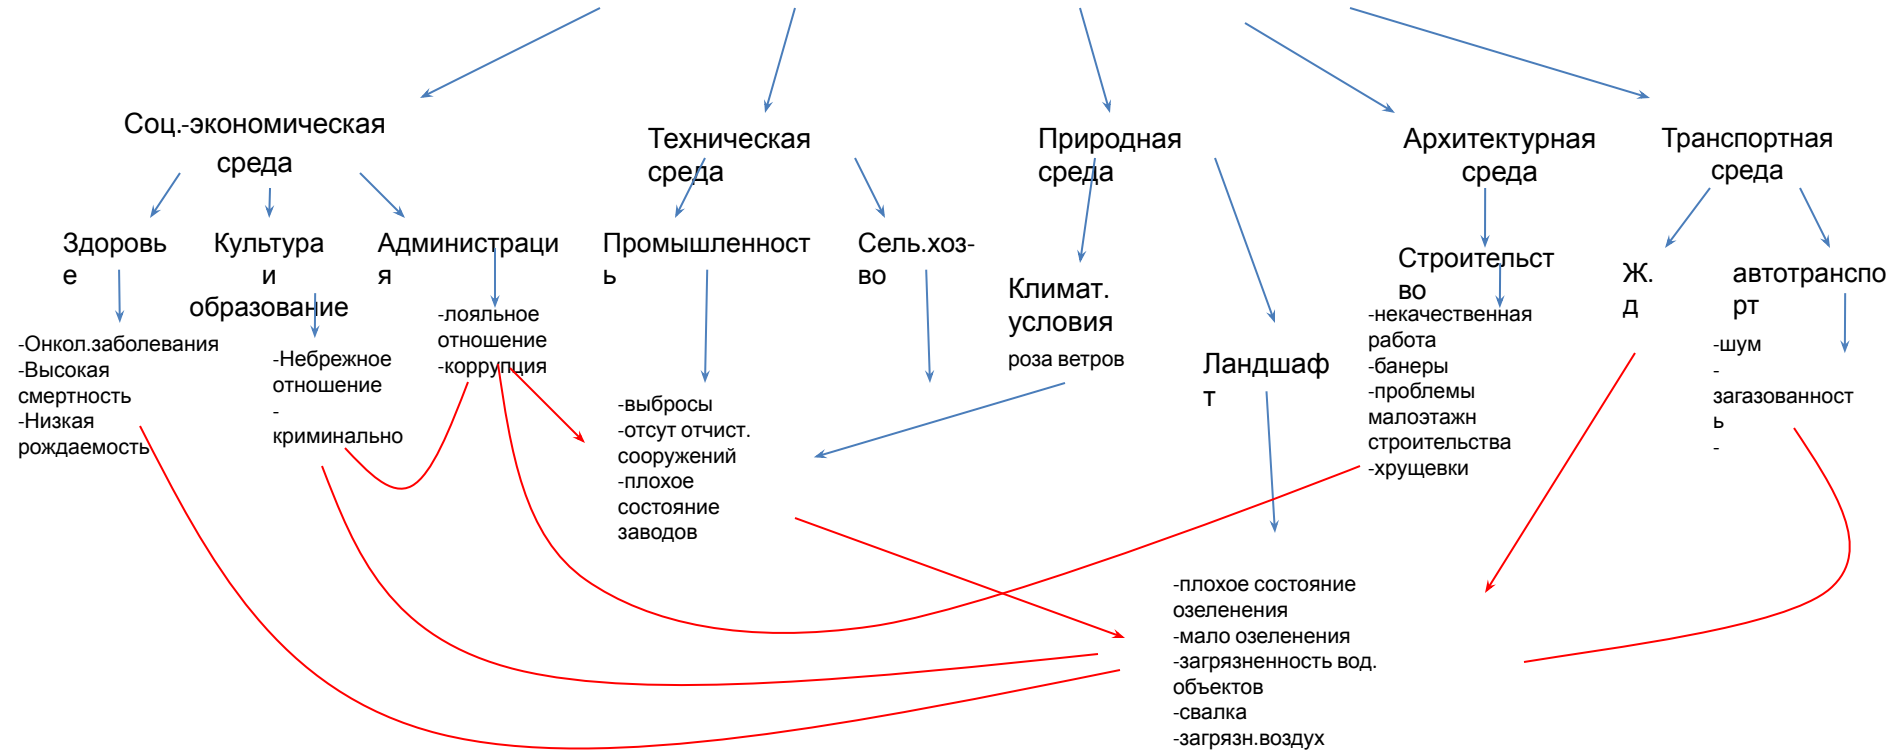 Соц.-экономическая
среда
Техническая
среда
Природная
среда
Архитектурная
среда
Транспортная
среда
Здоровь
е
Культура
и
образование
Администраци
я
Промышленност
ь
Сель.хоз-
во
Климат.
условия
роза ветров
Ландшаф
т
Строительст
во
Ж.
д
автотранспо
рт
-Онкол.заболевания
-Высокая
смертность
-Низкая
рождаемость
-Небрежное
отношение
-
криминально
-лояльное
отношение
-коррупция
-выбросы
-отсут отчист.
сооружений
-плохое
состояние
заводов
-некачественная
работа
-банеры
-проблемы
малоэтажн
строительства
-хрущевки
-шум
-
загазованност
ь
-
-плохое состояние
озеленения
-мало озеленения
-загрязненность вод.
объектов
-свалка
-загрязн.воздух